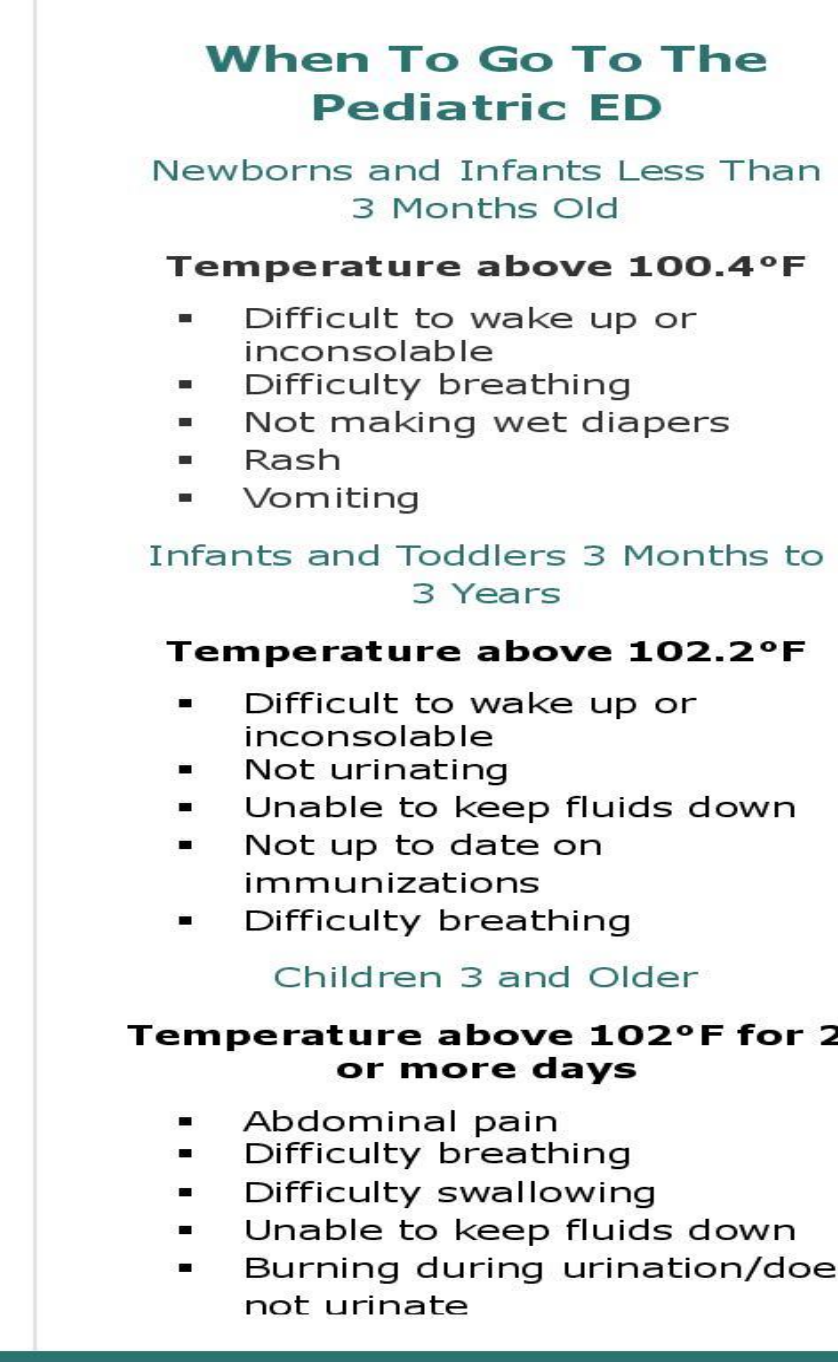 When To Go To The
Pediatric ED
Newborns and Infants Less Than
3 Months Old
Temperature above 100.4°F
▪ Difficult to wake up or
inconsolable
▪ Difficulty breathing
▪ Not making wet diapers
▪ Rash
▪ Vomiting
Infants and Toddlers 3 Months to
3 Years
Temperature above 102.2°F
▪ Difficult to wake up or
inconsolable
▪ Not urinating
▪ Unable to keep fluids down
▪ Not up to date on
immunizations
▪ Difficulty breathing
Children 3 and Older
Temperature above 102°F for 2
or more days
▪ Abdominal pain
▪ Difficulty breathing
▪ Difficulty swallowing
▪ Unable to keep fluids down
▪ Burning during urination/doe
not urinate